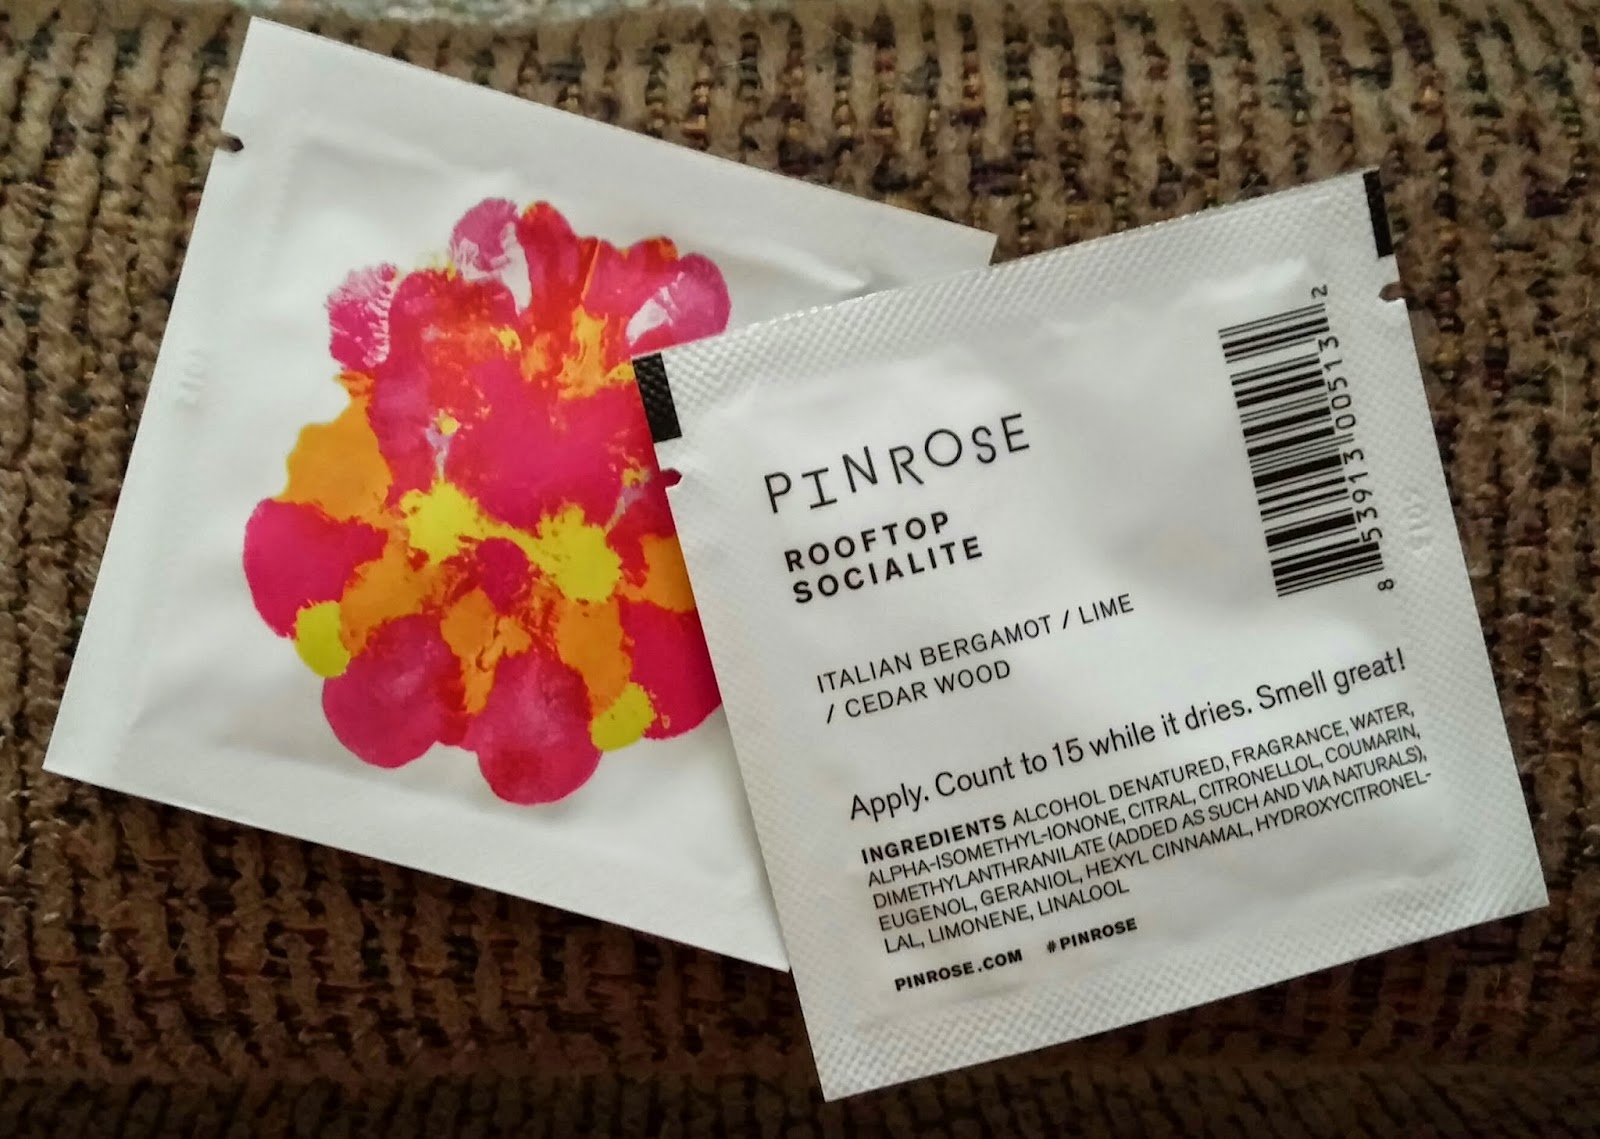 PINROSE
ROOFTOP
SOCIALITE
ITALIAN BERGAMOT / LIME
/ CEDAR WOOD
Apply. Count to 15 while it dries. Smell great!
INGREDIENTS ALCOHOL DENATURED, FRAGRANCE, WATER,
ALPHA-ISOMETHYL-IONONE, CITRAL, CITRONELLOL, COUMARIN,
DIMETHYLANTHRANILATE (ADDED AS SUCH AND VIA NATURALS),
EUGENOL, GERANIOL, HEXYL CINNAMAL, HYDROXYCITRONEL-
LAL, LIMONENE, LINALOOL
PINROSE.COM #PINROSE
8 53913 00513 2